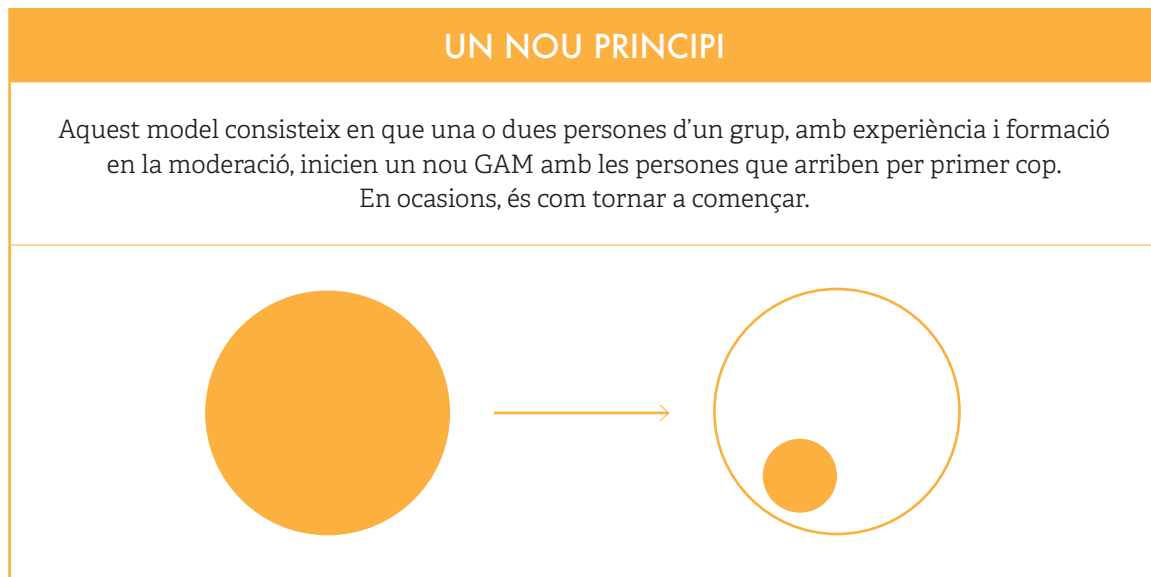 UN NOU PRINCIPI
Aquest model consisteix en que una o dues persones d’un grup, amb experiència i formació
en la moderació, inicien un nou GAM amb les persones que arriben per primer cop.
En ocasions, és com tornar a començar.